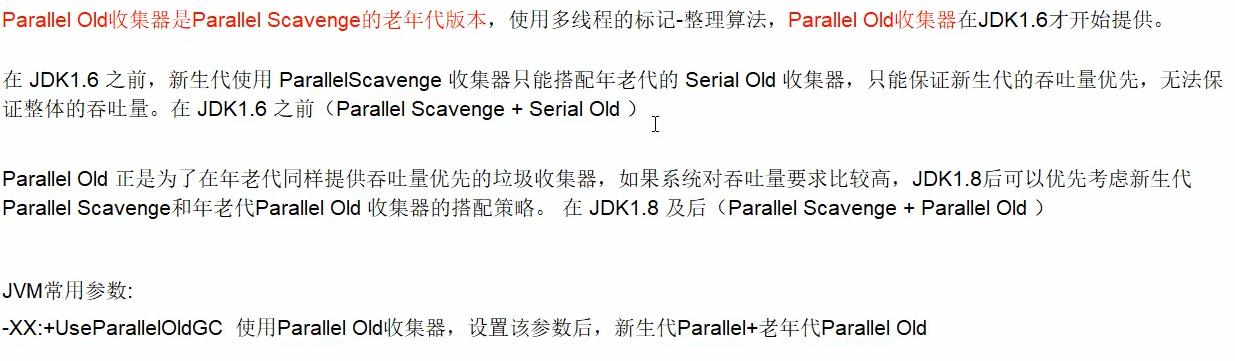 Parallel Old收集器是Parallel Scavenge的老年代版本，使用多线程的标记-整理算法，Parallel Old收集器在JDK1.6才开始提供。
在 JDK1.6 之前，新生代使用 ParallelScavenge 收集器只能搭配年老代的 Serial Old 收集器，只能保证新生代的吞吐量优先，无法保
证整体的吞吐量。在 JDK1.6 之前（Parallel Scavenge + Serial Old ）
Parallel Old 正是为了在年老代同样提供吞吐量优先的垃圾收集器，如果系统对吞吐量要求比较高，JDK1.8后可以优先考虑新生代
Parallel Scavenge和年老代Parallel Old 收集器的搭配策略。 在 JDK1.8 及后（Parallel Scavenge + Parallel Old ）
JVM常用参数:
-XX:+UseParallelOldGC  使用Parallel Old收集器，设置该参数后，新生代Parallel+老年代Parallel Old